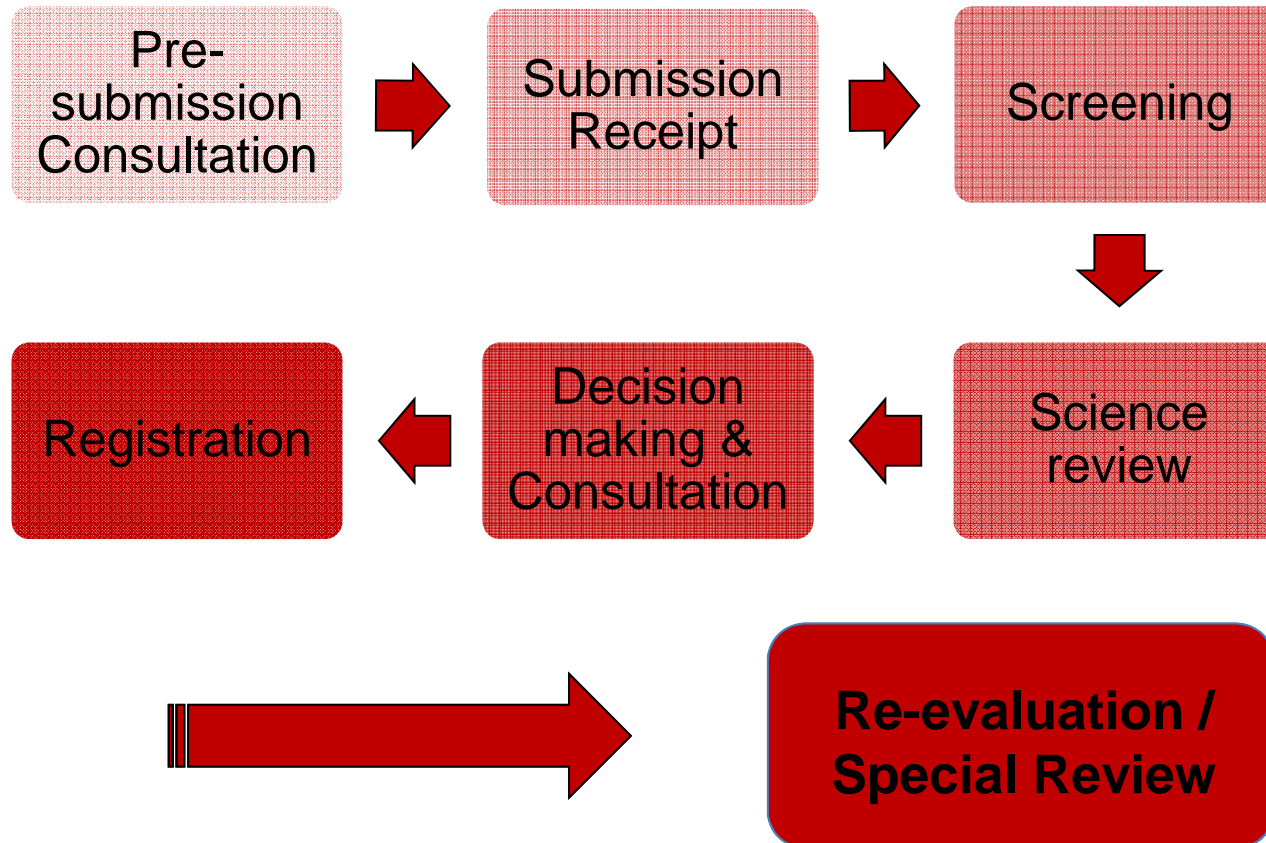 Pre-
submission
Consultation
Submission
Receipt
Screening
Science
review
Decision
making &
Consultation
Registration
Re-evaluation /
Special Review